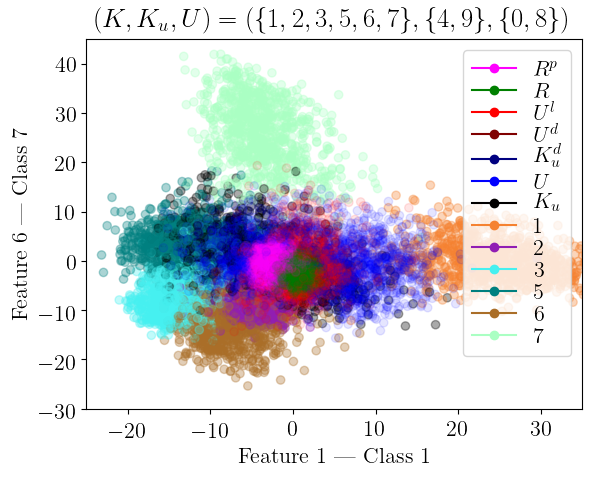 (K, K_u, U) = ({1, 2, 3, 5, 6, 7}, {4, 9}, {0, 8})
40
30
20
10
0
−10
−20
−30
Feature 6 — Class 7
R^p
R
U^l
U^d
K_u^d
U
K_u
1
2
3
5
6
7
−20 −10 0 10 20 30
Feature 1 — Class 1